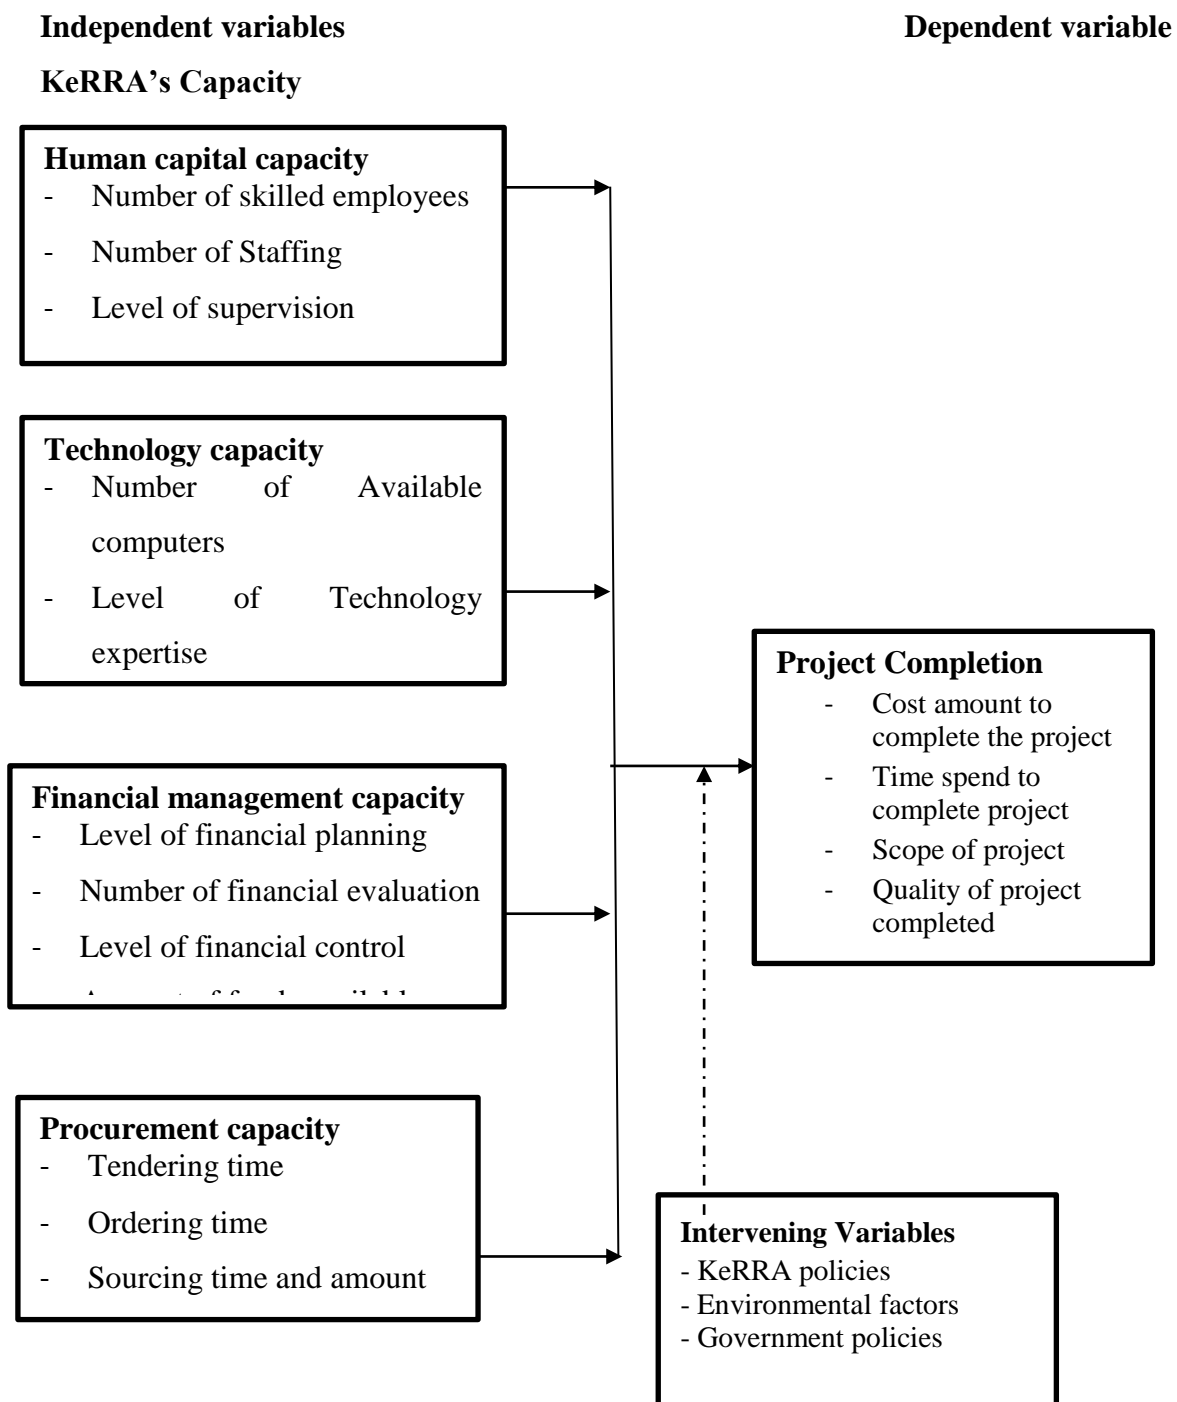 Independent variables
Dependent variable
KeRRA's Capacity
Human capital capacity
- Number of skilled employees
- Number of Staffing
- Level of supervision
Technology capacity
- Number of Available
computers
- Level of Technology
expertise
Financial management capacity
- Level of financial planning
- Number of financial evaluation
- Level of financial control
Procurement capacity
- Tendering time
- Ordering time
- Sourcing time and amount
Project Completion
- Cost amount to
complete the project
- Time spend to
complete project
- Scope of project
- Quality of project
completed
Intervening Variables
- KeRRA policies
- Environmental factors
- Government policies